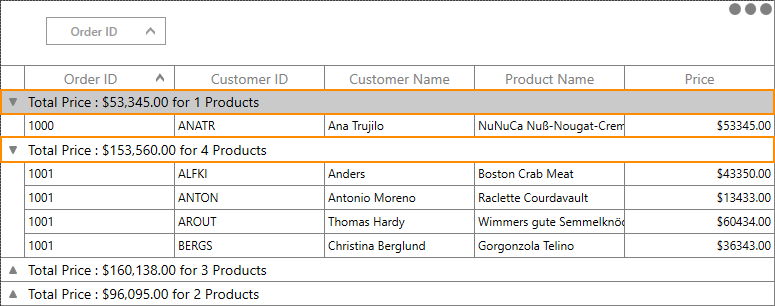 Order ID
Order ID Customer ID Customer Name Product Name Price
Total Price : $53,345.00 for 1 Products
1000 ANATR Ana Trujilo NuNuCa Nuß-Nougat-Crem $53345.00
Total Price : $153,560.00 for 4 Products
1001 ALFKI Anders Boston Crab Meat $43350.00
1001 ANTON Antonio Moreno Raclette Courdavault $13433.00
1001 AROUT Thomas Hardy Wimmers gute Semmelknöd $60434.00
1001 BERGS Christina Berglund Gorgonzola Telino $36343.00
Total Price : $160,138.00 for 3 Products
Total Price : $96,095.00 for 2 Products